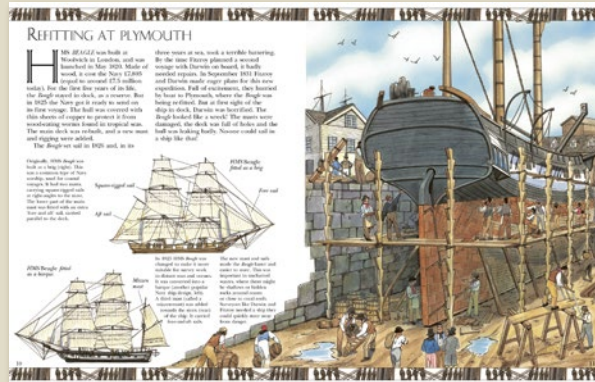 REFITTING AT PLYMOUTH
HMS BEAGLE was built at
Woolwich in London, and was
launched in May 1820. Made of
wood, it cost the Navy £7,803
(equal to around £7.5 million
today). For the first five years of its life,
the Beagle stayed in dock, as a reserve. But
in 1825 the Navy got it ready to send on
its first voyage. The hull was covered with
thin sheets of copper to protect it from
wood-eating worms found in tropical seas.
The main deck was rebuilt, and a new mast
and rigging were added.
The Beagle set sail in 1826 and, in its
three years at sea, took a terrible battering.
By the time Fitzroy planned a second
voyage with Darwin on board, it badly
needed repairs. In September 1831 Fitzroy
and Darwin made eager plans for this new
expedition. Full of excitement, they hurried
by boat to Plymouth, where the Beagle was
being refitted. But at first sight of the
ship in dock, Darwin was horrified. The
Beagle looked like a wreck! The masts were
damaged, the deck was full of holes and the
hull was leaking badly. No-one could sail in
a ship like that!
Originally, HMS Beagle was
built as a brig (right). This
was a common type of Navy
warship, used for coastal
voyages. It had two masts,
carrying square-rigged sails
at right-angles to the mast.
The lower part of the main
mast was fitted with an extra
'fore and aft' sail, sailed
parallel to the deck.
HMS Beagle
fitted as a brig
Square-rigged sail
Fore sail
Aft sail
HMS Beagle fitted
as a barque
Mizzen
mast
In 1825 HMS Beagle was
changed to make it more
suitable for survey work
in distant seas and oceans.
It was converted into a
barque (another popular
Navy ship design, left).
A third mast (called a
mizzenmast) was added
towards the stern (rear)
of the ship. It carried
fore-and-aft sails.
The new mast and sails
made the Beagle faster and
easier to steer. This was
important in uncharted
waters, where there might
be shallows or hidden
rocks around coasts
or close to coral reefs.
Surveyors like Darwin and
Fitzroy needed a ship they
could quickly steer away
from danger.
10